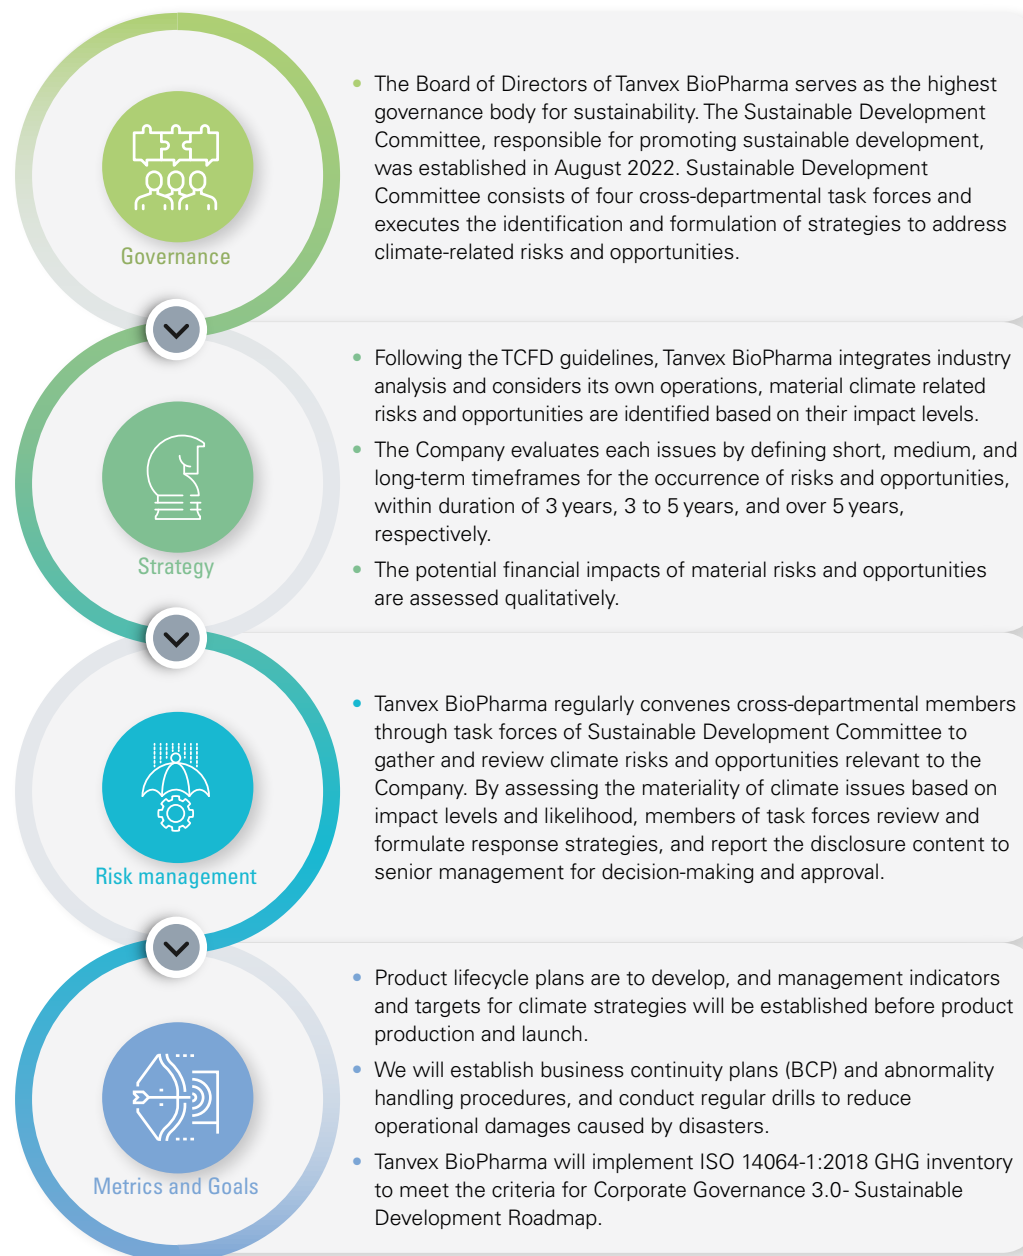 • The Board of Directors of Tanvex BioPharma serves as the highest
governance body for sustainability. The Sustainable Development
Committee, responsible for promoting sustainable development,
was established in August 2022. Sustainable Development
Committee consists of four cross-departmental task forces and
executes the identification and formulation of strategies to address
climate-related risks and opportunities.
Governance
• Following the TCFD guidelines, Tanvex BioPharma integrates industry
analysis and considers its own operations, material climate related
risks and opportunities are identified based on their impact levels.
• The Company evaluates each issues by defining short, medium, and
long-term timeframes for the occurrence of risks and opportunities,
within duration of 3 years, 3 to 5 years, and over 5 years,
respectively.
• The potential financial impacts of material risks and opportunities
are assessed qualitatively.
Strategy
• Tanvex BioPharma regularly convenes cross-departmental members
through task forces of Sustainable Development Committee to
gather and review climate risks and opportunities relevant to the
Company. By assessing the materiality of climate issues based on
impact levels and likelihood, members of task forces review and
formulate response strategies, and report the disclosure content to
senior management for decision-making and approval.
Risk management
• Product lifecycle plans are to develop, and management indicators
and targets for climate strategies will be established before product
production and launch.
• We will establish business continuity plans (BCP) and abnormality
handling procedures, and conduct regular drills to reduce
operational damages caused by disasters.
• Tanvex BioPharma will implement ISO 14064-1:2018 GHG inventory
to meet the criteria for Corporate Governance 3.0- Sustainable
Development Roadmap.
Metrics and Goals